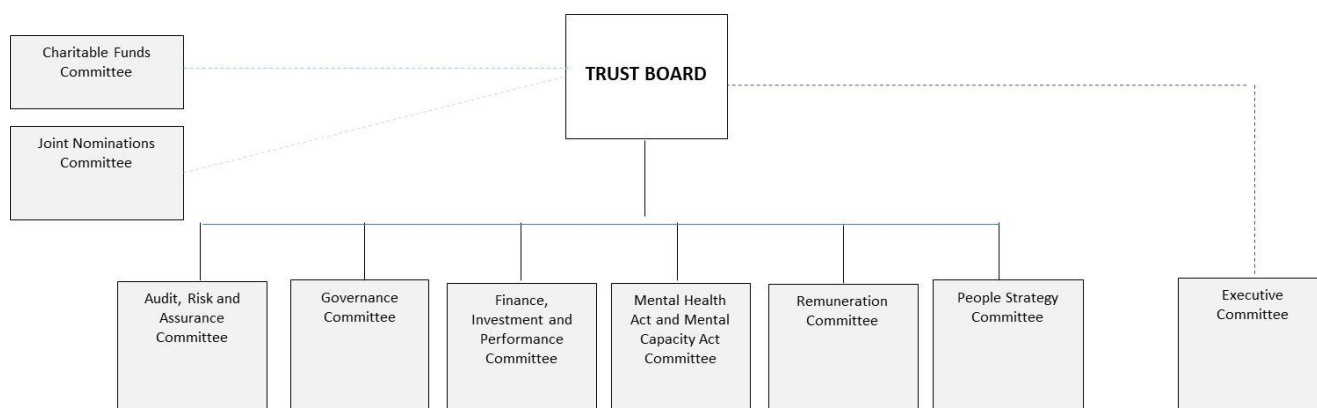 Charitable Funds
Committee
TRUST BOARD
Joint Nominations
Committee
Audit, Risk and
Assurance
Committee
Governance
Committee
Finance,
Investment and
Performance
Committee
Mental Health
Act and Mental
Capacity Act
Committee
Remuneration
Committee
People Strategy
Committee
Executive
Committee